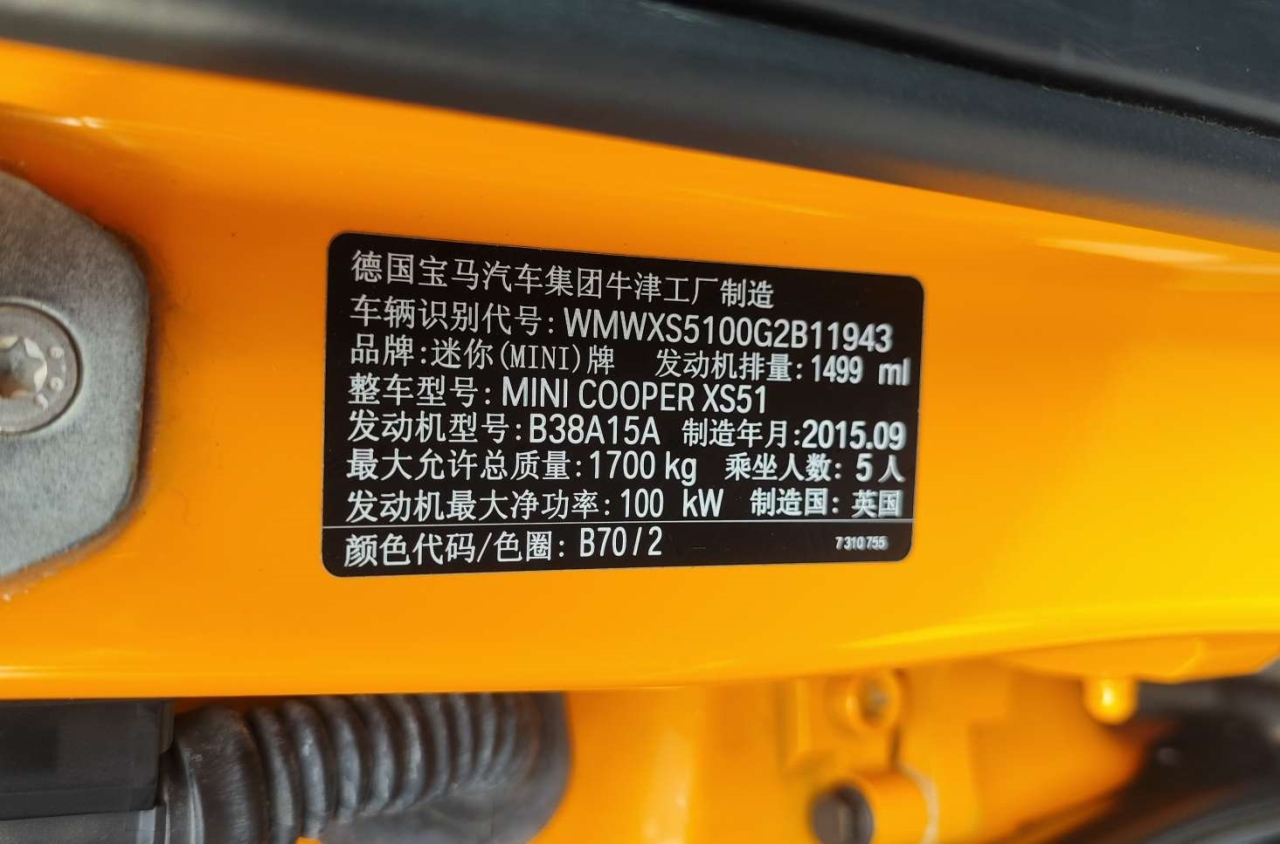 德国宝马汽车集团牛津工厂制造
车辆识别代号: WMWXS5100G2B11943
品牌: 迷你(MINI)牌 发动机排量: 1499 ml
整车型号: MINI COOPER XS51
发动机型号: B38A15A 制造年月:2015.09
最大允许总质量: 1700 kg 乘坐人数: 5 人
发动机最大净功率: 100 kW 制造国: 英国
颜色代码/色圈: B70/2 7 310 755